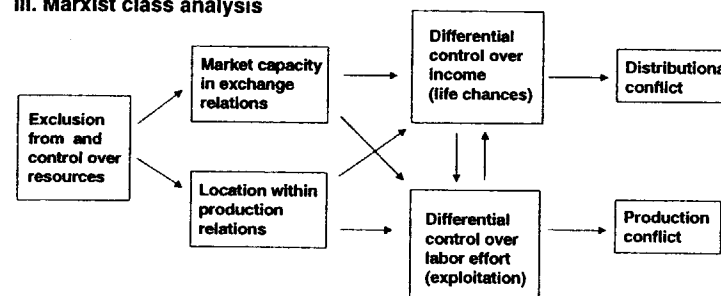 III. Marxist class analysis
Market capacity
in exchange
relations
Differential
control over
income
(life chances)
Distributiona
conflict
Exclusion
from and
control over
resources
Location within
production
relations
Differential
control over
labor effort
(exploitation)
Production
conflict